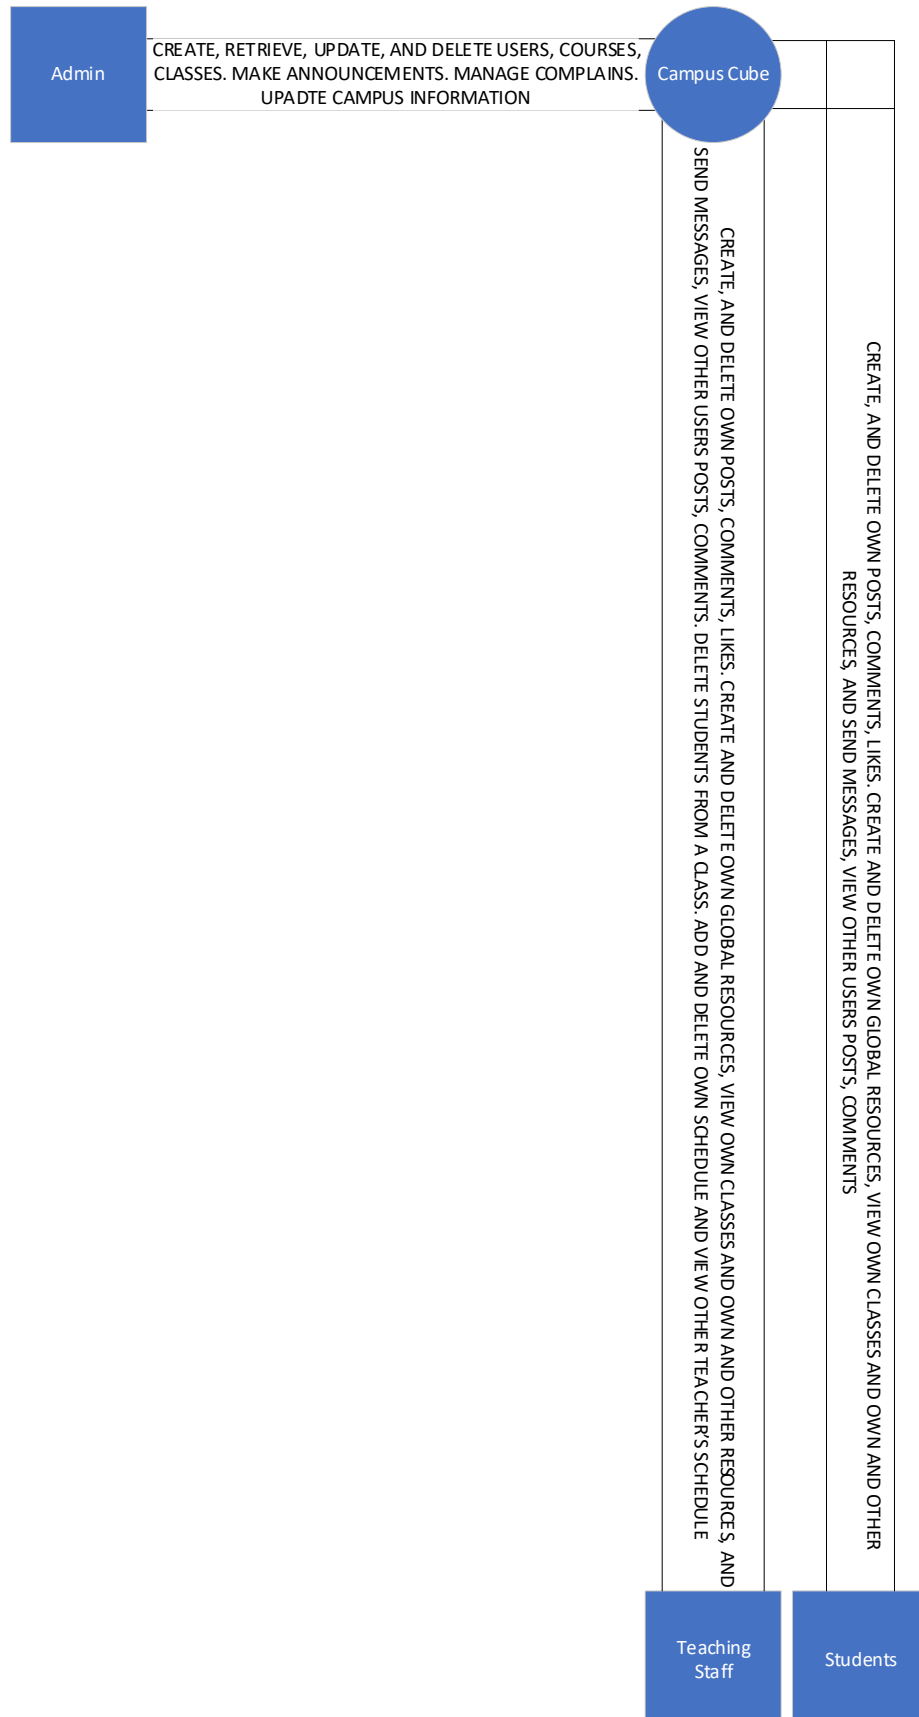 Admin
CREATE, RETRIEVE, UPDATE, AND DELETE USERS, COURSES,
CLASSES. MAKE ANNOUNCEMENTS. MANAGE COMPLAINS.
UPADTE CAMPUS INFORMATION
Campus Cube
CREATE, AND DELETE OWN POSTS, COMMENTS, LIKES. CREATE AND DELETE OWN GLOBAL RESOURCES, VIEW OWN CLASSES AND OWN AND OTHER RESOURCES, AND
SEND MESSAGES, VIEW OTHER USERS POSTS, COMMENTS. DELETE STUDENTS FROM A CLASS. ADD AND DELETE OWN SCHEDULE AND VIEW OTHER TEACHER'S SCHEDULE
CREATE, AND DELETE OWN POSTS, COMMENTS, LIKES. CREATE AND DELETE OWN GLOBAL RESOURCES, VIEW OWN CLASSES AND OWN AND OTHER
RESOURCES, AND SEND MESSAGES, VIEW OTHER USERS POSTS, COMMENTS
Teaching
Staff
Students